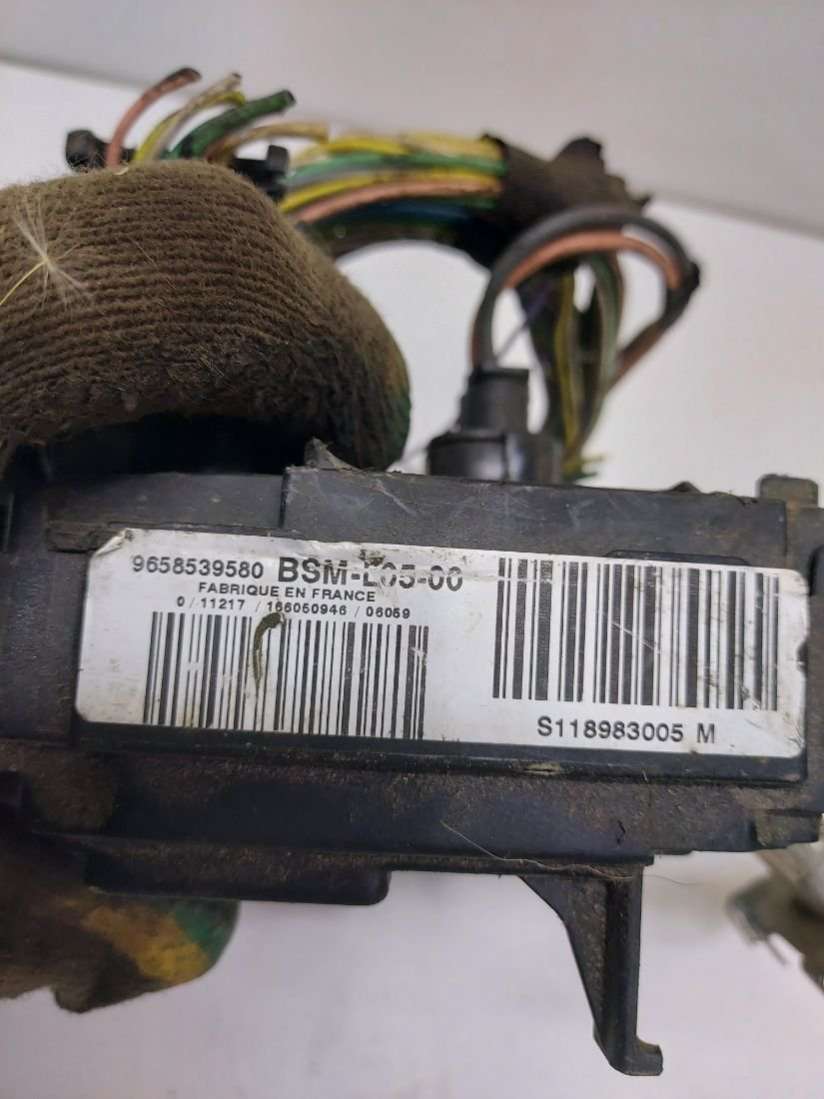 9658539580 BSM-L05-00
FABRIQUE EN FRANCE
0 / 11217 / 166050946 / 06059
S118983005 M